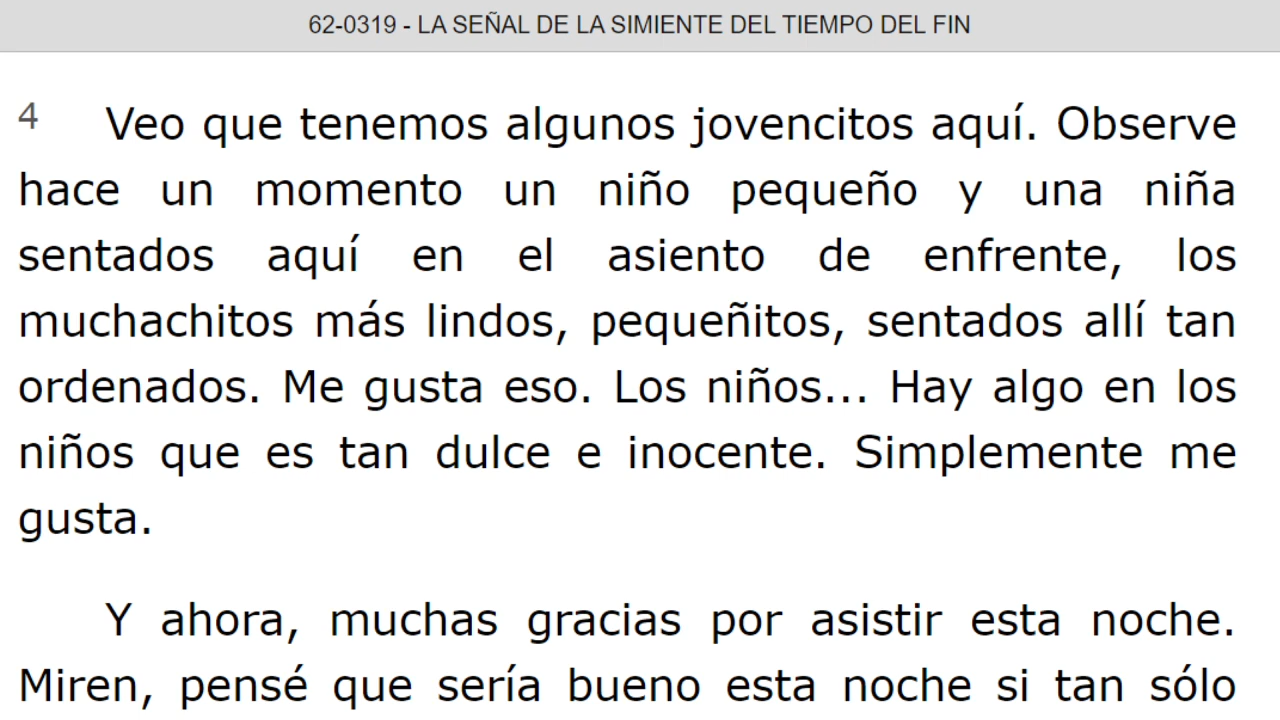 62-0319 - LA SEÑAL DE LA SIMIENTE DEL TIEMPO DEL FIN
4 Veo que tenemos algunos jovencitos aquí. Observe
hace un momento un niño pequeño y una niña
sentados aquí en el asiento de enfrente, los
muchachitos más lindos, pequeñitos, sentados allí tan
ordenados. Me gusta eso. Los niños... Hay algo en los
niños que es tan dulce e inocente. Simplemente me
gusta.
Y ahora, muchas gracias por asistir esta noche.
Miren, pensé que sería bueno esta noche si tan sólo